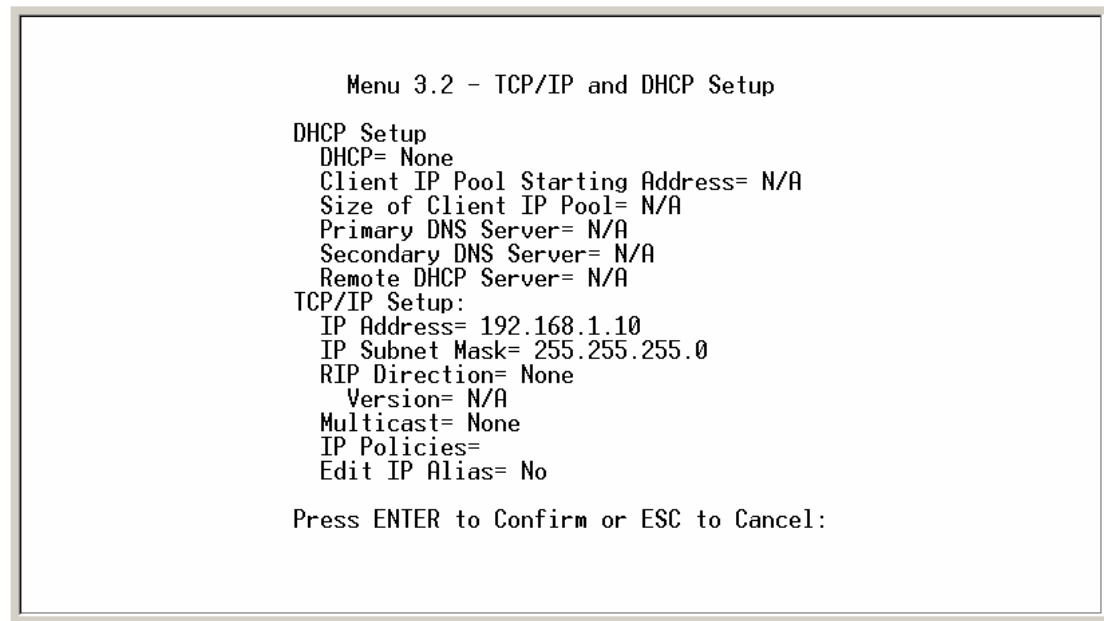 Menu 3.2 - TCP/IP and DHCP Setup
DHCP Setup
DHCP= None
Client IP Pool Starting Address= N/A
Size of Client IP Pool= N/A
Primary DNS Server= N/A
Secondary DNS Server= N/A
Remote DHCP Server= N/A
TCP/IP Setup:
IP Address= 192.168.1.10
IP Subnet Mask= 255.255.255.0
RIP Direction= None
Version= N/A
Multicast= None
IP Policies=
Edit IP Alias= No
Press ENTER to Confirm or ESC to Cancel: